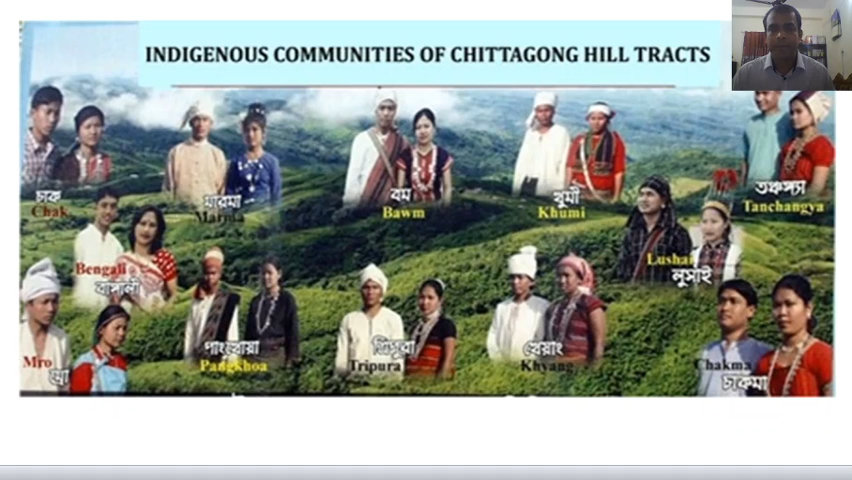 INDIGENOUS COMMUNITIES OF CHITTAGONG HILL TRACTS
চাক
Chak
মারমা
Marma
বম
Bawm
খুমী
Khumi
তঞ্চঙ্গ্যা
Tanchangya
Bengali
বাঙ্গালী
Lushai
লুসাই
পাংখোয়া
Pangkhoa
ত্রিপুরা
Tripura
খেয়াং
Khyang
Mro
ম্রো
Chakma
চাকমা